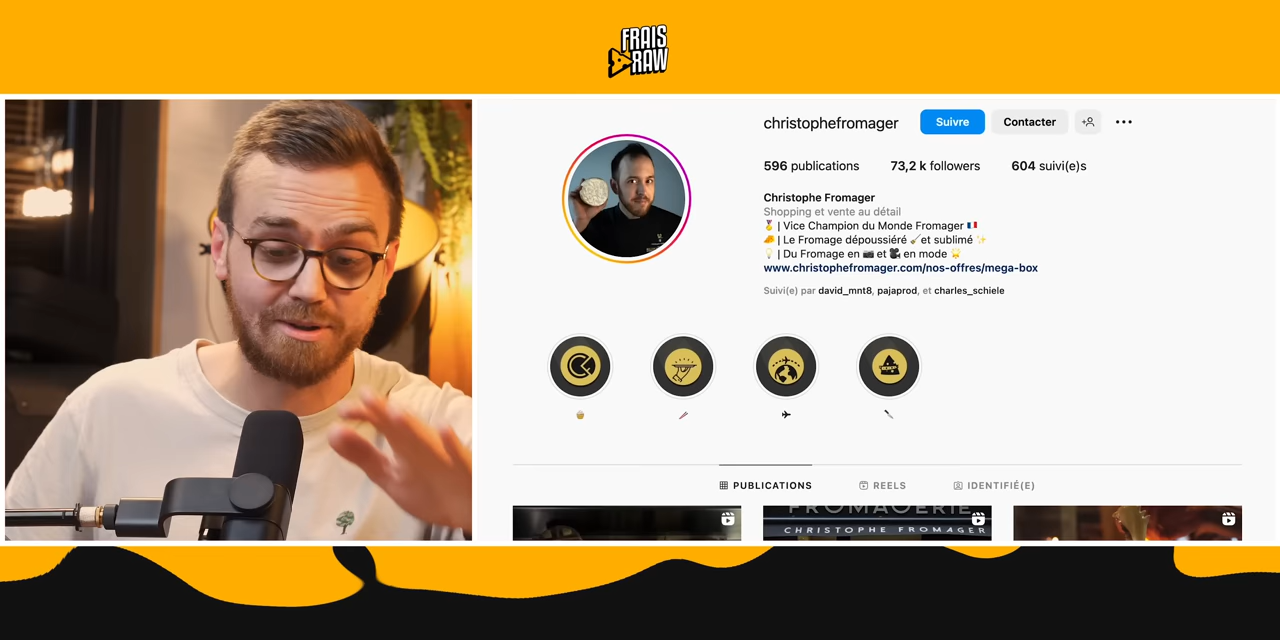 FRAIS
RAW
christophefromager
Suivre
Contacter
596 publications
73,2 k followers
604 suivi(e)s
Christophe Fromager
Shopping et vente au détail
🏅 | Vice Champion du Monde Fromager 🇫🇷
🧀 | Le Fromage dépoussiéré 🧹et sublimé ✨
💡 | Du Fromage en 📷 et 🎥 en mode 🌟
www.christophefromager.com/nos-offres/mega-box
Suivi(e) par david_mnt8, pajaprod, et charles_schiele
PUBLICATIONS
REELS
IDENTIFIÉ(E)
FROMAGERIE
CHRISTOPHE FROMAGER